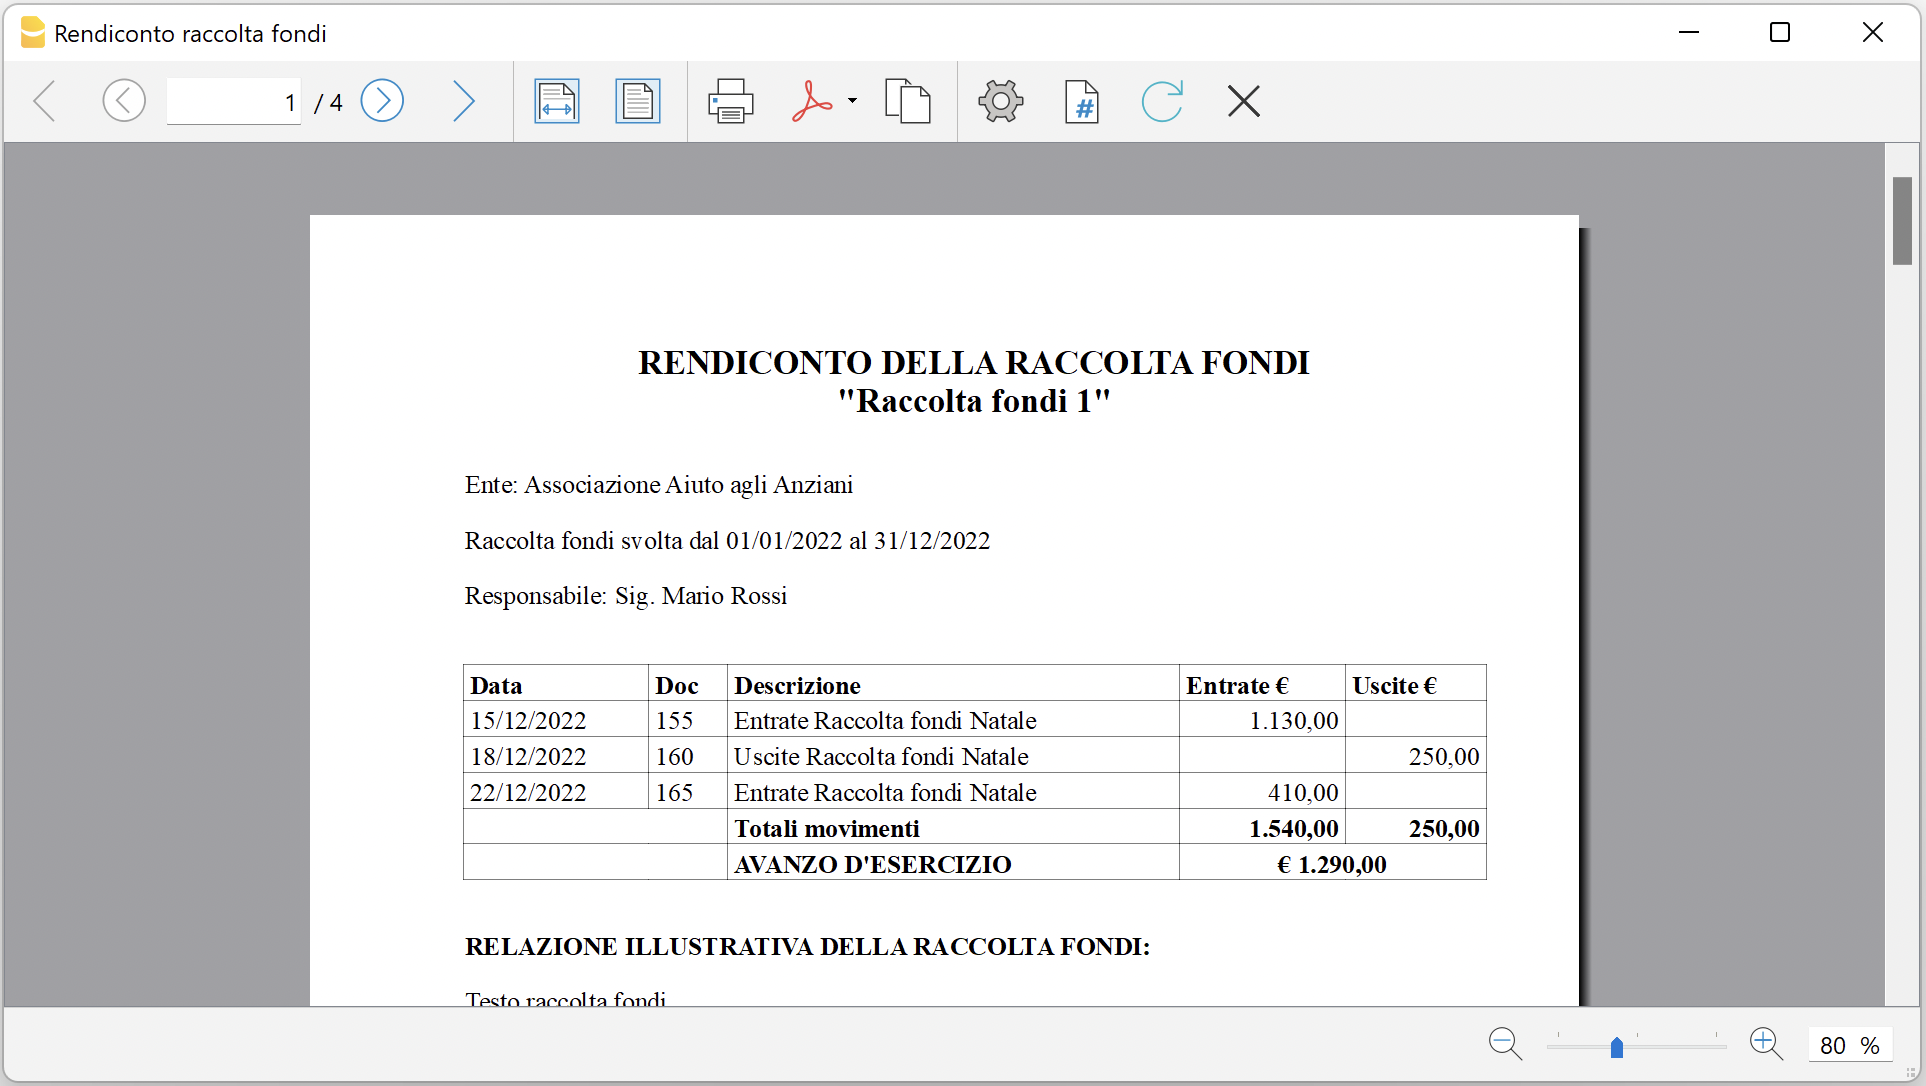 Rendiconto raccolta fondi
1 / 4
#
RENDICONTO DELLA RACCOLTA FONDI
"Raccolta fondi 1"
Ente: Associazione Aiuto agli Anziani
Raccolta fondi svolta dal 01/01/2022 al 31/12/2022
Responsabile: Sig. Mario Rossi
Data Doc Descrizione Entrate € Uscite €
15/12/2022 155 Entrate Raccolta fondi Natale 1.130,00
18/12/2022 160 Uscite Raccolta fondi Natale 250,00
22/12/2022 165 Entrate Raccolta fondi Natale 410,00
Totali movimenti 1.540,00 250,00
AVANZO D'ESERCIZIO € 1.290,00
RELAZIONE ILLUSTRATIVA DELLA RACCOLTA FONDI:
Testo raccolta fondi
80 %